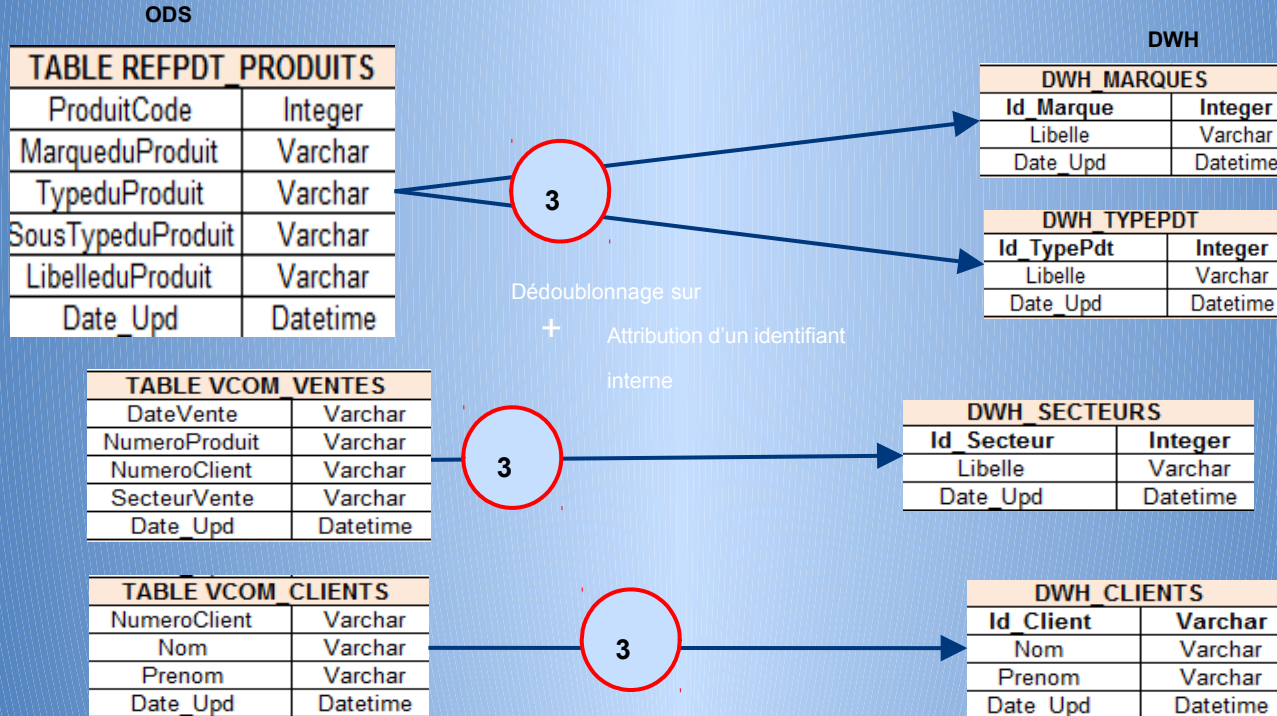 ODS
DWH
TABLE REFPDT_PRODUITS
ProduitCode Integer
MarqueduProduit Varchar
TypeduProduit Varchar
SousTypeduProduit Varchar
LibelleduProduit Varchar
Date_Upd Datetime
3
DWH_MARQUES
Id_Marque Integer
Libelle Varchar
Date_Upd Datetime
DWH_TYPEPDT
Id_TypePdt Integer
Libelle Varchar
Date_Upd Datetime
Dédoublonnage sur
+ Attribution d'un identifiant
interne
TABLE VCOM_VENTES
DateVente Varchar
NumeroProduit Varchar
NumeroClient Varchar
SecteurVente Varchar
Date_Upd Datetime
3
DWH_SECTEURS
Id_Secteur Integer
Libelle Varchar
Date_Upd Datetime
TABLE VCOM_CLIENTS
NumeroClient Varchar
Nom Varchar
Prenom Varchar
Date_Upd Datetime
3
DWH_CLIENTS
Id_Client Varchar
Nom Varchar
Prenom Varchar
Date_Upd Datetime